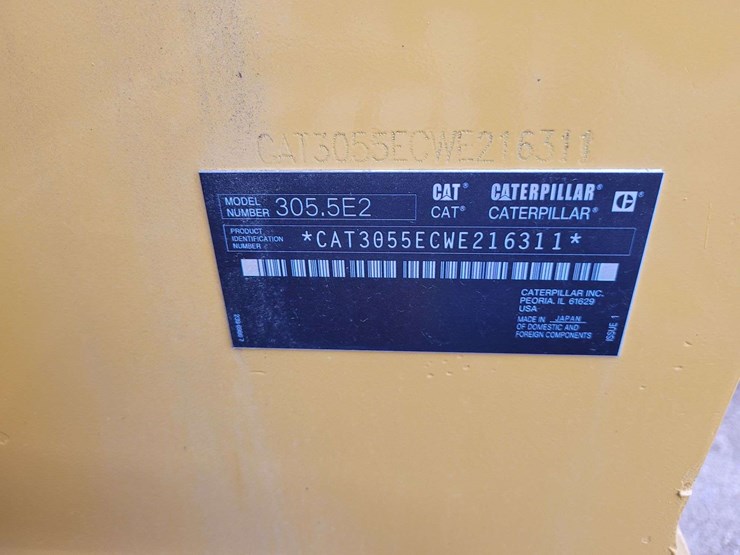 CAT3055ECWE216311
MODEL NUMBER 305.5E2
CAT® CATERPILLAR®
CAT® CATERPILLAR®
PRODUCT
IDENTIFICATION
NUMBER
*CAT3055ECWE216311*
CATERPILLAR INC.
PEORIA, IL 61629
USA
MADE IN JAPAN
OF DOMESTIC AND
FOREIGN COMPONENTS
ISSUE 1